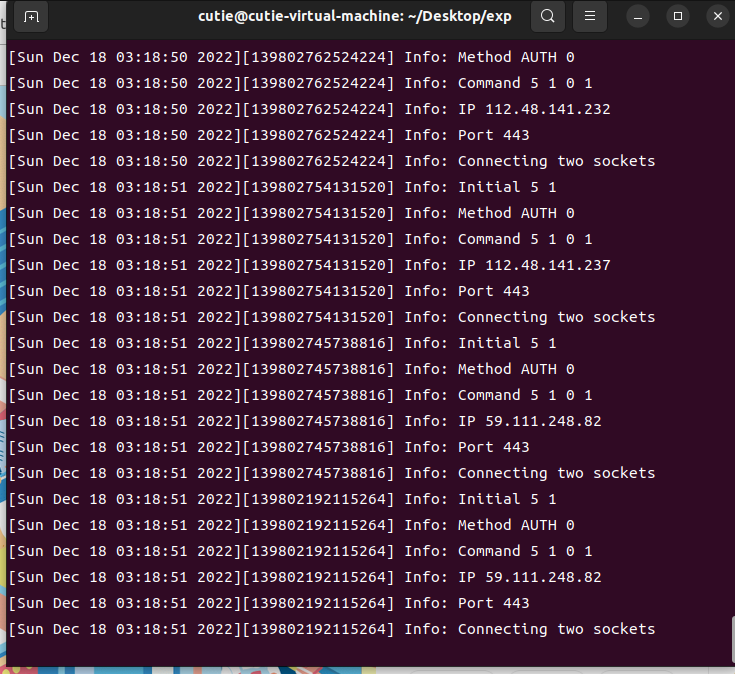 cutie@cutie-virtual-machine: ~/Desktop/exp
[Sun Dec 18 03:18:50 2022][139802762524224] Info: Method AUTH 0
[Sun Dec 18 03:18:50 2022][139802762524224] Info: Command 5 1 0 1
[Sun Dec 18 03:18:50 2022][139802762524224] Info: IP 112.48.141.232
[Sun Dec 18 03:18:50 2022][139802762524224] Info: Port 443
[Sun Dec 18 03:18:50 2022][139802762524224] Info: Connecting two sockets
[Sun Dec 18 03:18:51 2022][139802754131520] Info: Initial 5 1
[Sun Dec 18 03:18:51 2022][139802754131520] Info: Method AUTH 0
[Sun Dec 18 03:18:51 2022][139802754131520] Info: Command 5 1 0 1
[Sun Dec 18 03:18:51 2022][139802754131520] Info: IP 112.48.141.237
[Sun Dec 18 03:18:51 2022][139802754131520] Info: Port 443
[Sun Dec 18 03:18:51 2022][139802754131520] Info: Connecting two sockets
[Sun Dec 18 03:18:51 2022][139802745738816] Info: Initial 5 1
[Sun Dec 18 03:18:51 2022][139802745738816] Info: Method AUTH 0
[Sun Dec 18 03:18:51 2022][139802745738816] Info: Command 5 1 0 1
[Sun Dec 18 03:18:51 2022][139802745738816] Info: IP 59.111.248.82
[Sun Dec 18 03:18:51 2022][139802745738816] Info: Port 443
[Sun Dec 18 03:18:51 2022][139802745738816] Info: Connecting two sockets
[Sun Dec 18 03:18:51 2022][139802192115264] Info: Initial 5 1
[Sun Dec 18 03:18:51 2022][139802192115264] Info: Method AUTH 0
[Sun Dec 18 03:18:51 2022][139802192115264] Info: Command 5 1 0 1
[Sun Dec 18 03:18:51 2022][139802192115264] Info: IP 59.111.248.82
[Sun Dec 18 03:18:51 2022][139802192115264] Info: Port 443
[Sun Dec 18 03:18:51 2022][139802192115264] Info: Connecting two sockets